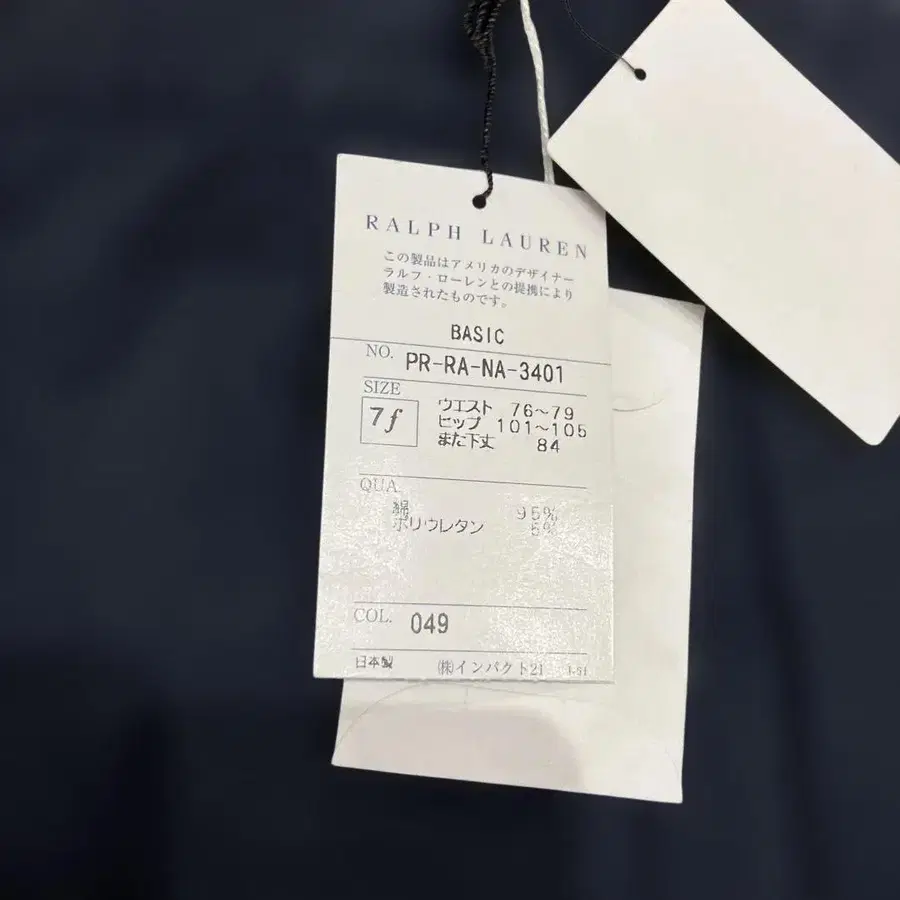 RALPH LAUREN
この製品はアメリカのデザイナー
ラルフ・ローレンとの提携により
製造されたものです。
BASIC
NO. PR-RA-NA-3401
SIZE
7f ウエスト 76~79
ヒップ 101~105
また下丈 84
QUA.
綿 95%
ポリウレタン 5%
COL. 049
日本製 ㈱インパクト21